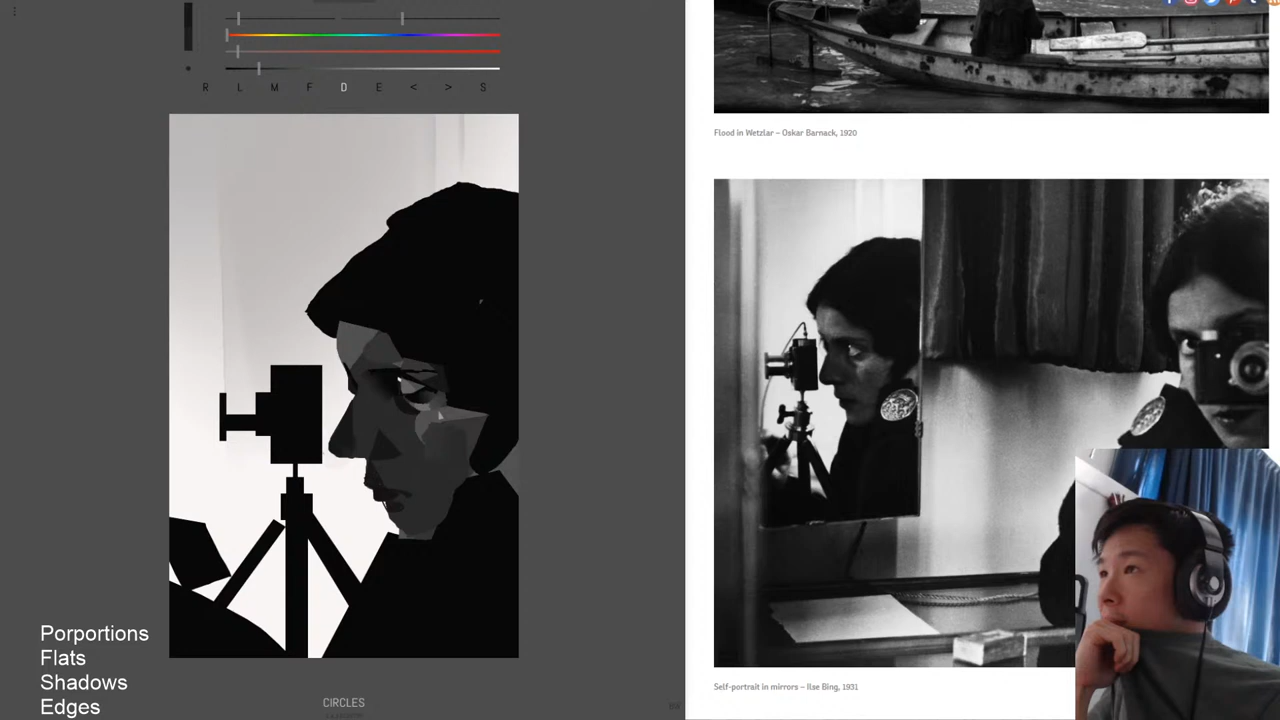 R L M F D E < > S
Flood in Wetzlar – Oskar Barnack, 1920
Self-portrait in mirrors – Ilse Bing, 1931
Porportions
Flats
Shadows
Edges
CIRCLES